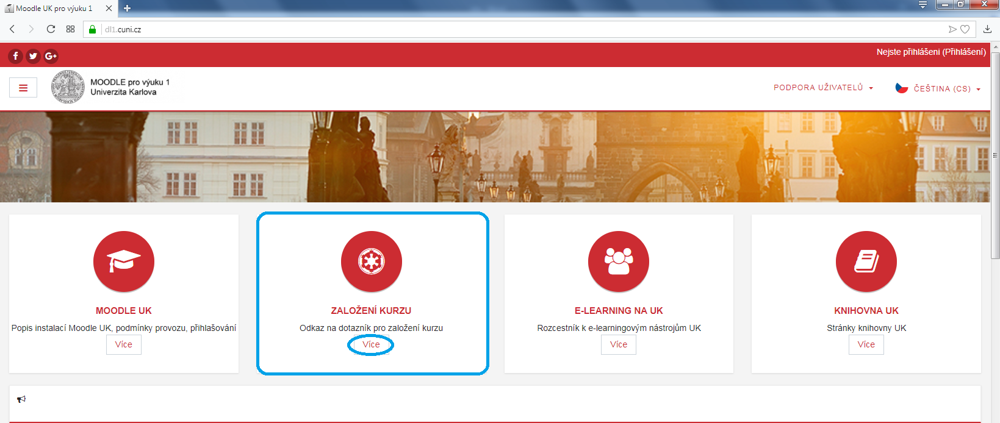 Moodle UK pro výuku 1
dl1.cuni.cz
Nejste přihlášeni (Přihlášení)
MOODLE pro výuku 1
Univerzita Karlova
PODPORA UŽIVATELŮ
ČEŠTINA (CS)
MOODLE UK
Popis instalací Moodle UK, podmínky provozu, přihlašování
Více
ZALOŽENÍ KURZU
Odkaz na dotazník pro založení kurzu
Více
E-LEARNING NA UK
Rozcestník k e-learningovým nástrojům UK
Více
KNIHOVNA UK
Stránky knihovny UK
Více